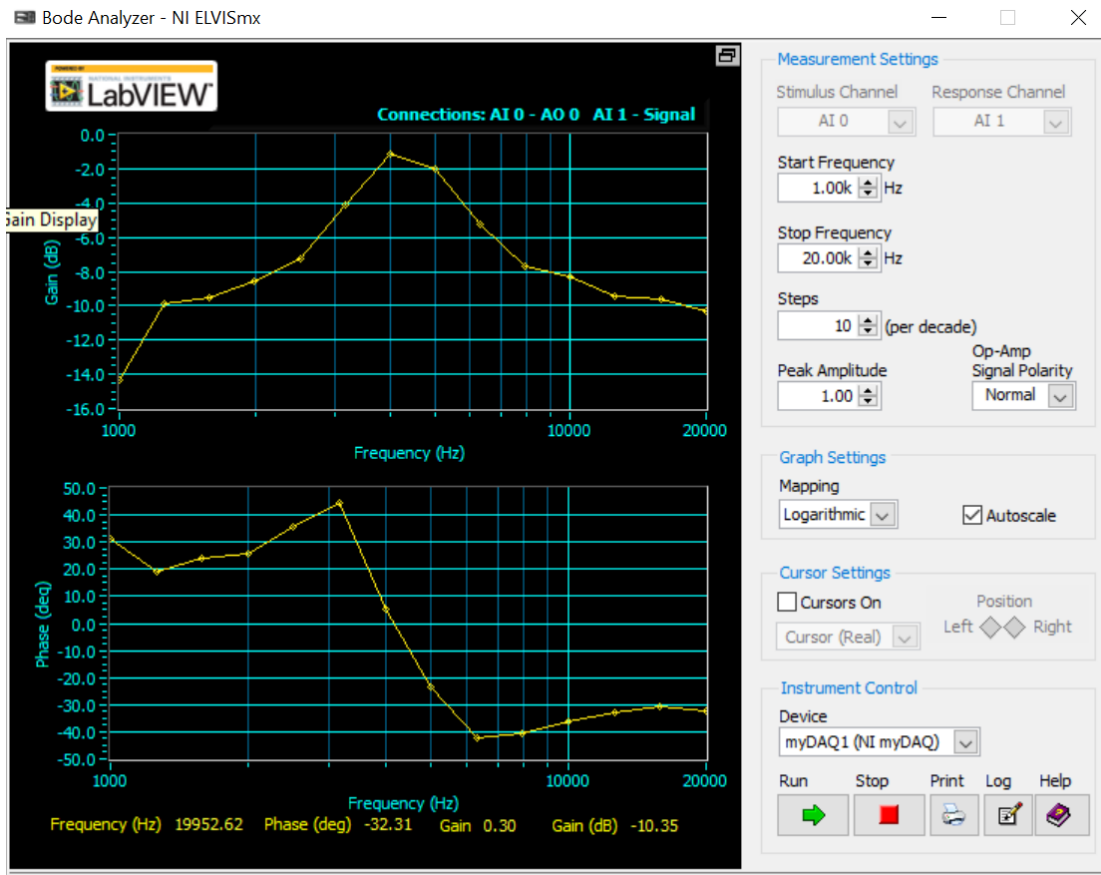 Bode Analyzer - NI ELVISmx
POWERED BY
NATIONAL INSTRUMENTS
LabVIEW
Connections: AI 0 - AO 0 AI 1 - Signal
0.0
-2.0
-4.0
Gain Display
-6.0
-8.0
-10.0
-12.0
-14.0
-16.0
Gain (dB)
1000 10000 20000
Frequency (Hz)
50.0
40.0
30.0
20.0
10.0
0.0
-10.0
-20.0
-30.0
-40.0
-50.0
Phase (deg)
1000 10000 20000
Frequency (Hz)
Frequency (Hz) 19952.62 Phase (deg) -32.31 Gain 0.30 Gain (dB) -10.35
Measurement Settings
Stimulus Channel Response Channel
AI 0 AI 1
Start Frequency
1.00k Hz
Stop Frequency
20.00k Hz
Steps
10 (per decade)
Op-Amp
Peak Amplitude Signal Polarity
1.00 Normal
Graph Settings
Mapping
Logarithmic Autoscale
Cursor Settings
Cursors On Position
Cursor (Real) Left Right
Instrument Control
Device
myDAQ1 (NI myDAQ)
Run Stop Print Log Help